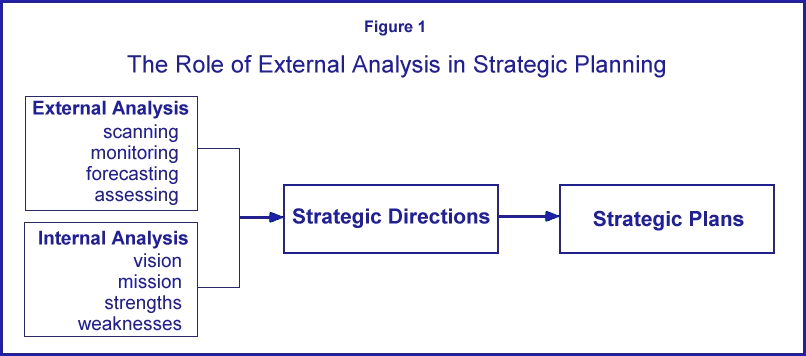 Figure 1
The Role of External Analysis in Strategic Planning
External Analysis
scanning
monitoring
forecasting
assessing
Internal Analysis
vision
mission
strengths
weaknesses
Strategic Directions
Strategic Plans